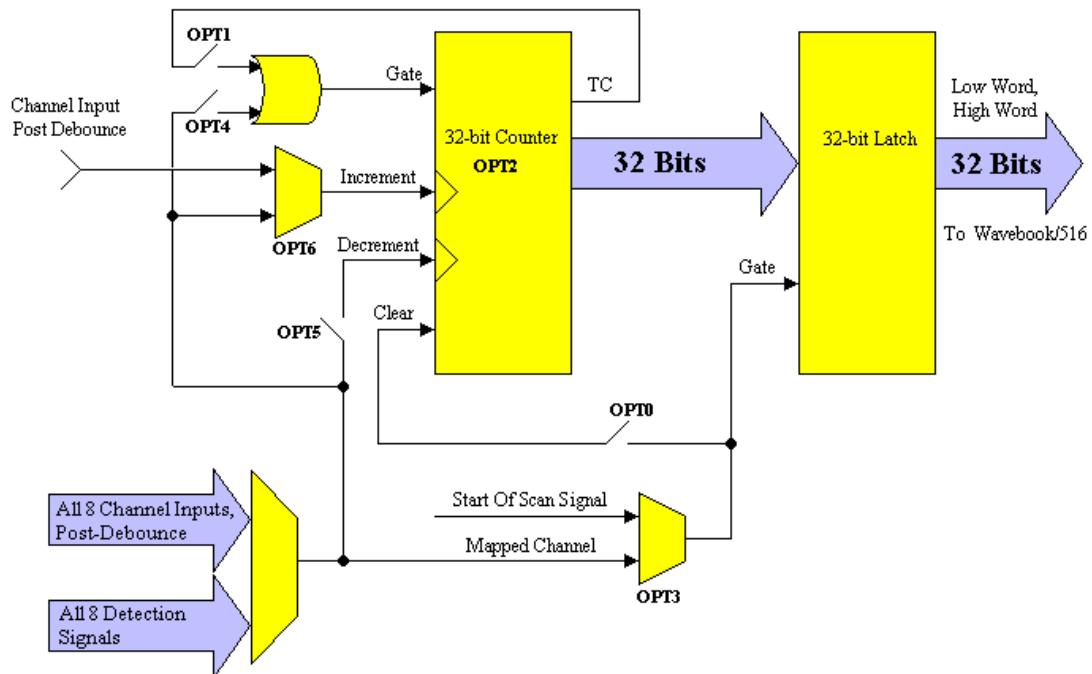 OPT1
Gate
TC
Low Word,
High Word
Channel Input
Post Debounce
OPT4
32-bit Counter
OPT2
32 Bits
32-bit Latch
32 Bits
Increment
OPT6
Decrement
To Wavebook/516
Gate
Clear
OPT5
OPT0
All 8 Channel Inputs,
Post-Debounce
Start Of Scan Signal
Mapped Channel
OPT3
All 8 Detection
Signals